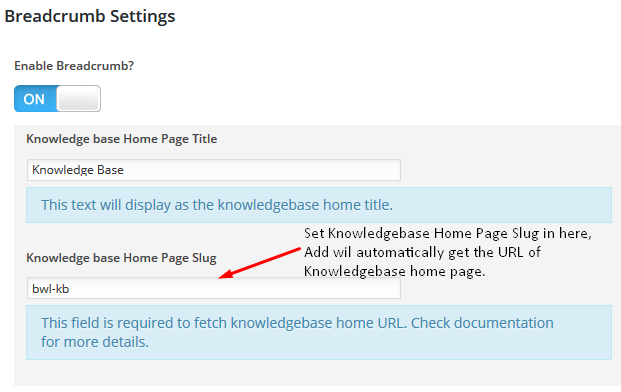 Breadcrumb Settings
Enable Breadcrumb?
ON
Knowledge base Home Page Title
Knowledge Base
This text will display as the knowledgebase home title.
Set Knowledgebase Home Page Slug in here,
Add wil automatically get the URL of
Knowledgebase home page.
Knowledge base Home Page Slug
bwl-kb
This field is required to fetch knowledgebase home URL. Check documentation
for more details.